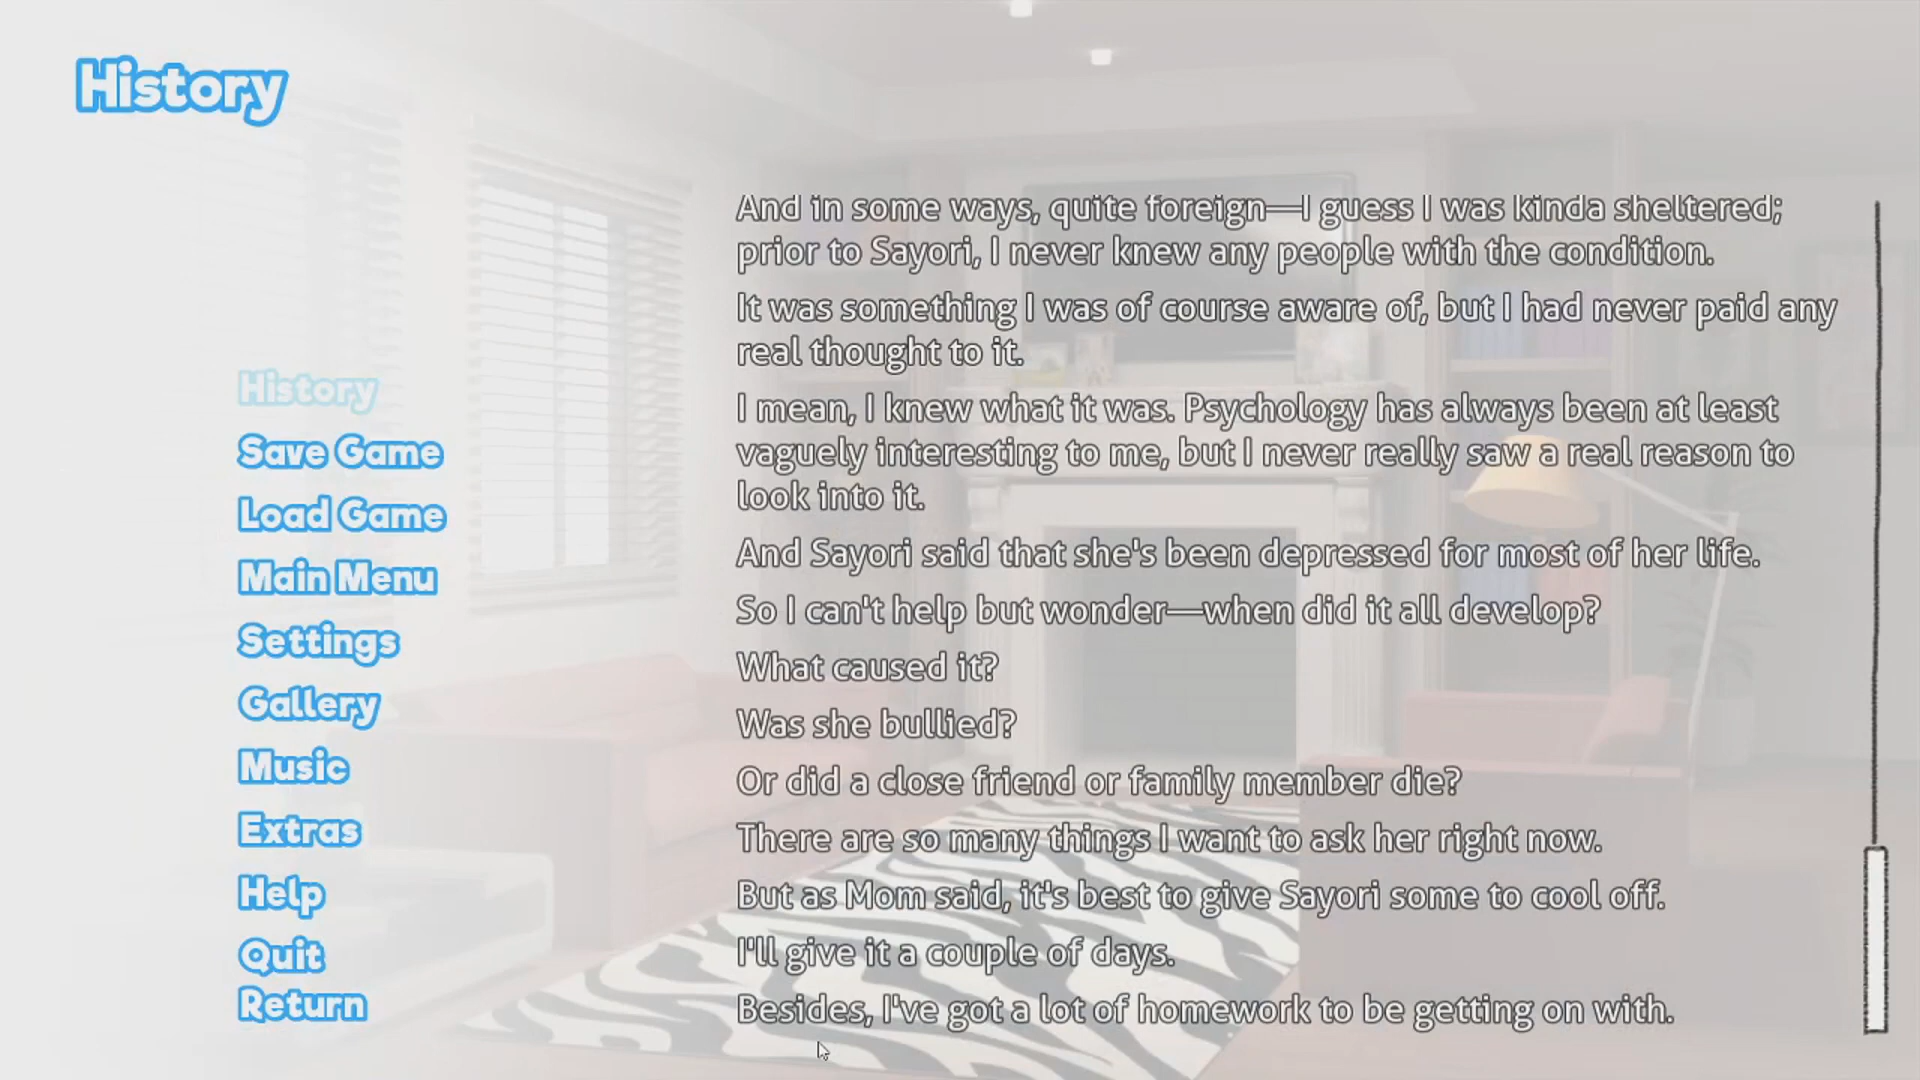 History
History
Save Game
Load Game
Main Menu
Settings
Gallery
Music
Extras
Help
Quit
Return
And in some ways, quite foreign—I guess I was kinda sheltered;
prior to Sayori, I never knew any people with the condition.
It was something I was of course aware of, but I had never paid any
real thought to it.
I mean, I knew what it was. Psychology has always been at least
vaguely interesting to me, but I never really saw a real reason to
look into it.
And Sayori said that she's been depressed for most of her life.
So I can't help but wonder—when did it all develop?
What caused it?
Was she bullied?
Or did a close friend or family member die?
There are so many things I want to ask her right now.
But as Mom said, it's best to give Sayori some to cool off.
I'll give it a couple of days.
Besides, I've got a lot of homework to be getting on with.